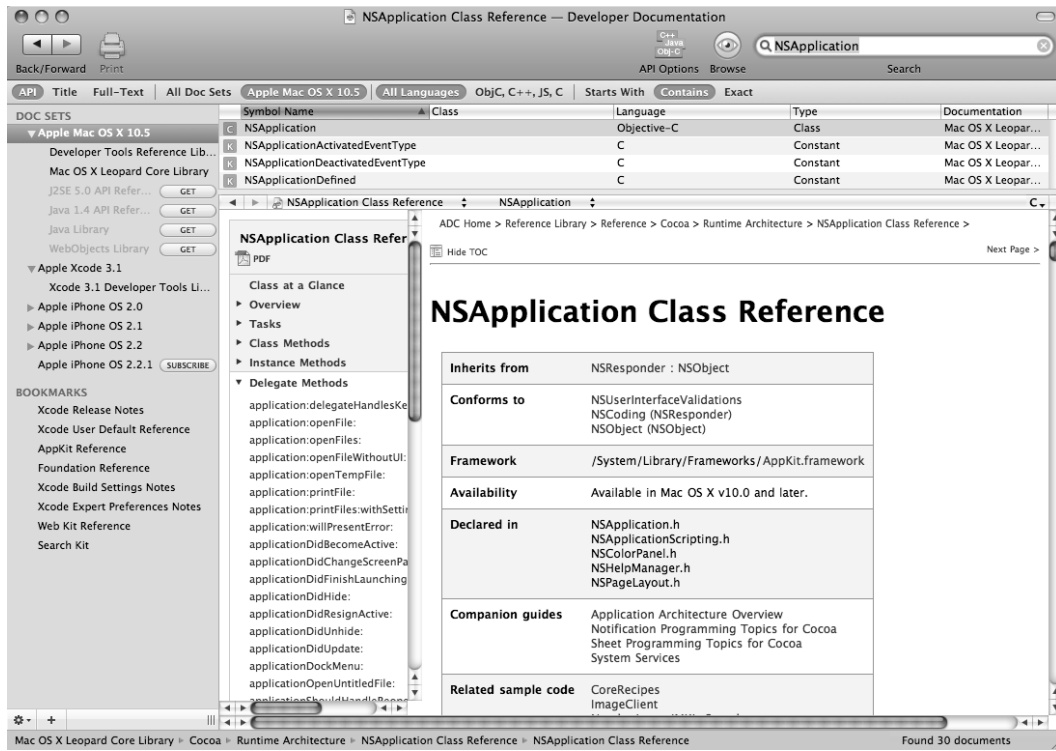 NSApplication Class Reference — Developer Documentation
Back/Forward Print
C++ Java Obj-C
API Options Browse
NSApplication
Search
API Title Full-Text All Doc Sets Apple Mac OS X 10.5 All Languages ObjC, C++, JS, C Starts With Contains Exact
DOC SETS
Apple Mac OS X 10.5
Developer Tools Reference Lib...
Mac OS X Leopard Core Library
J2SE 5.0 API Refer... GET
Java 1.4 API Refer... GET
Java Library GET
WebObjects Library GET
Apple Xcode 3.1
Xcode 3.1 Developer Tools Li...
Apple iPhone OS 2.0
Apple iPhone OS 2.1
Apple iPhone OS 2.2
Apple iPhone OS 2.2.1 SUBSCRIBE
BOOKMARKS
Xcode Release Notes
Xcode User Default Reference
AppKit Reference
Foundation Reference
Xcode Build Settings Notes
Xcode Expert Preferences Notes
Web Kit Reference
Search Kit
Symbol Name Class Language Type Documentation
C NSApplication Objective-C Class Mac OS X Leopar...
K NSApplicationActivatedEventType C Constant Mac OS X Leopar...
K NSApplicationDeactivatedEventType C Constant Mac OS X Leopar...
K NSApplicationDefined C Constant Mac OS X Leopar...
NSApplication Class Reference NSApplication C
NSApplication Class Refer
PDF
Class at a Glance
Overview
Tasks
Class Methods
Instance Methods
Delegate Methods
application:delegateHandlesKe
application:openFile:
application:openFiles:
application:openFileWithoutUI:
application:openTempFile:
application:printFile:
application:printFiles:withSettin
application:willPresentError:
applicationDidBecomeActive:
applicationDidChangeScreenPa
applicationDidFinishLaunching
applicationDidHide:
applicationDidResignActive:
applicationDidUnhide:
applicationDidUpdate:
applicationDockMenu:
applicationOpenUntitledFile:
ADC Home > Reference Library > Reference > Cocoa > Runtime Architecture > NSApplication Class Reference >
Hide TOC Next Page >
NSApplication Class Reference
Inherits from NSResponder : NSObject
Conforms to NSUserInterfaceValidations
NSCoding (NSResponder)
NSObject (NSObject)
Framework /System/Library/Frameworks/AppKit.framework
Availability Available in Mac OS X v10.0 and later.
Declared in NSApplication.h
NSApplicationScripting.h
NSColorPanel.h
NSHelpManager.h
NSPageLayout.h
Companion guides Application Architecture Overview
Notification Programming Topics for Cocoa
Sheet Programming Topics for Cocoa
System Services
Related sample code CoreRecipes
ImageClient
Mac OS X Leopard Core Library Cocoa Runtime Architecture NSApplication Class Reference NSApplication Class Reference Found 30 documents